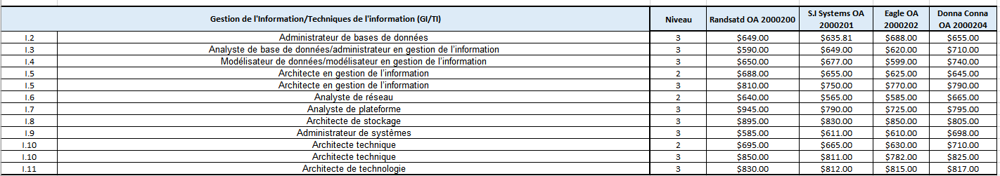 Gestion de l'Information/Techniques de l'information (GI/TI) Niveau Randsatd OA 2000200 S.I Systems OA 2000201 Eagle OA 2000202 Donna Conna OA 2000204
I.2 Administrateur de bases de données 3 $649.00 $635.81 $688.00 $655.00
I.3 Analyste de base de données/administrateur en gestion de l'information 3 $590.00 $649.00 $620.00 $710.00
I.4 Modélisateur de données/modélisateur en gestion de l'information 3 $650.00 $677.00 $599.00 $740.00
I.5 Architecte en gestion de l'information 2 $688.00 $655.00 $625.00 $645.00
I.5 Architecte en gestion de l'information 3 $810.00 $750.00 $770.00 $790.00
I.6 Analyste de réseau 2 $640.00 $565.00 $585.00 $665.00
I.7 Analyste de plateforme 3 $945.00 $790.00 $725.00 $795.00
I.8 Architecte de stockage 3 $895.00 $830.00 $850.00 $805.00
I.9 Administrateur de systèmes 3 $585.00 $611.00 $610.00 $698.00
I.10 Architecte technique 2 $695.00 $665.00 $630.00 $710.00
I.10 Architecte technique 3 $850.00 $811.00 $782.00 $825.00
I.11 Architecte de technologie 3 $830.00 $812.00 $815.00 $817.00